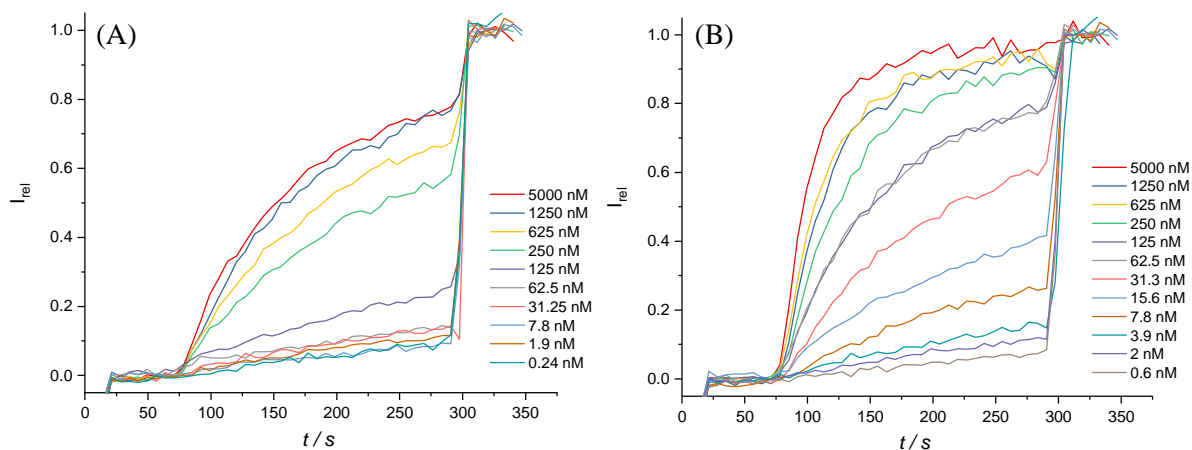 (A)
I_rel
1.0
0.8
0.6
0.4
0.2
0.0
0 50 100 150 200 250 300 350
t / s
5000 nM
1250 nM
625 nM
250 nM
125 nM
62.5 nM
31.25 nM
7.8 nM
1.9 nM
0.24 nM
(B)
I_rel
1.0
0.8
0.6
0.4
0.2
0.0
0 50 100 150 200 250 300 350
t / s
5000 nM
1250 nM
625 nM
250 nM
125 nM
62.5 nM
31.3 nM
15.6 nM
7.8 nM
3.9 nM
2 nM
0.6 nM